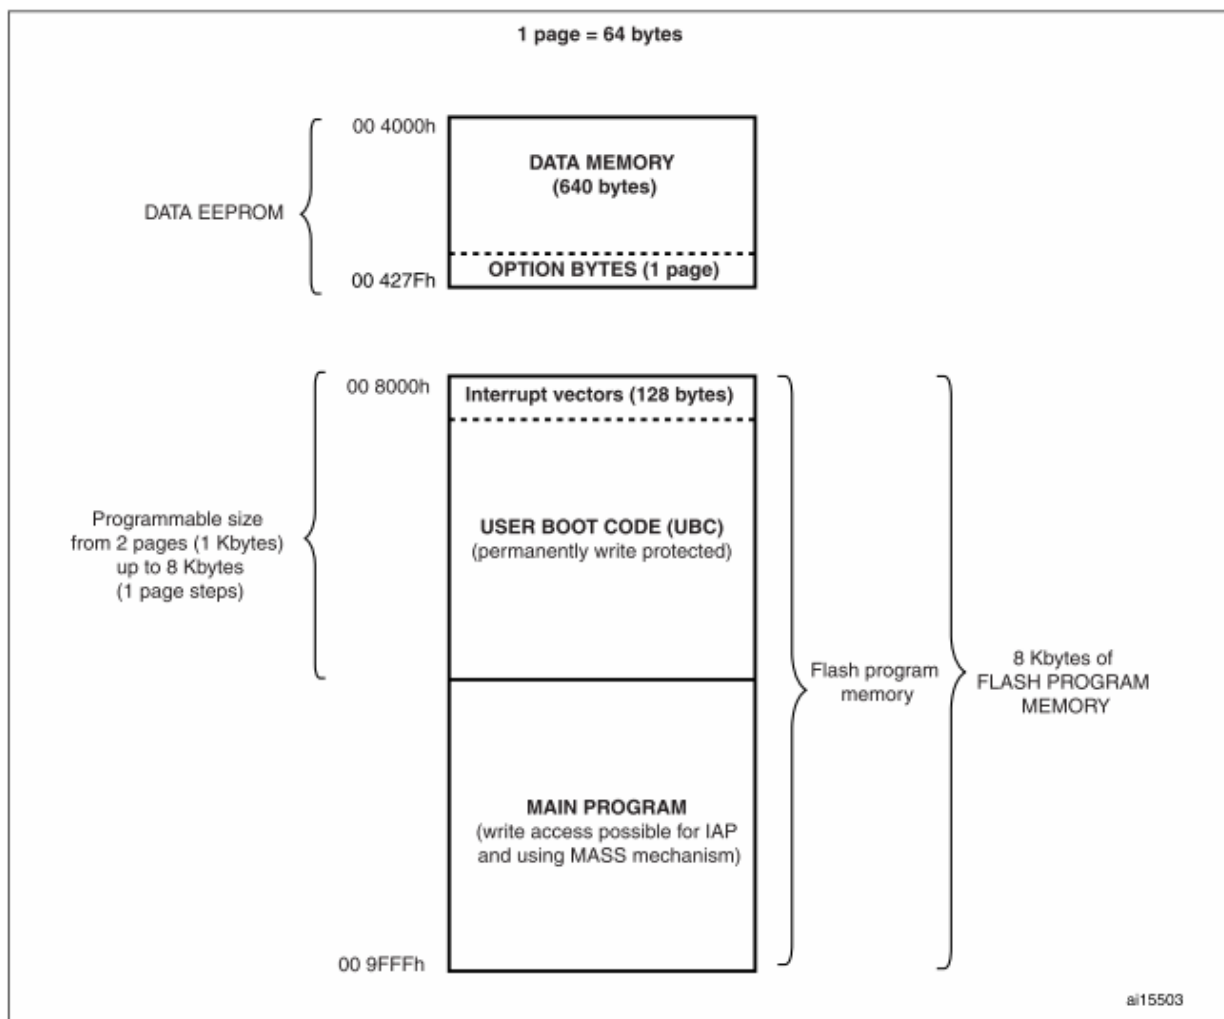 1 page = 64 bytes
00 4000h
DATA MEMORY
(640 bytes)
DATA EEPROM
OPTION BYTES (1 page)
00 427Fh
00 8000h
Interrupt vectors (128 bytes)
Programmable size
from 2 pages (1 Kbytes)
up to 8 Kbytes
(1 page steps)
USER BOOT CODE (UBC)
(permanently write protected)
Flash program
memory
8 Kbytes of
FLASH PROGRAM
MEMORY
MAIN PROGRAM
(write access possible for IAP
and using MASS mechanism)
00 9FFFh
ai15503